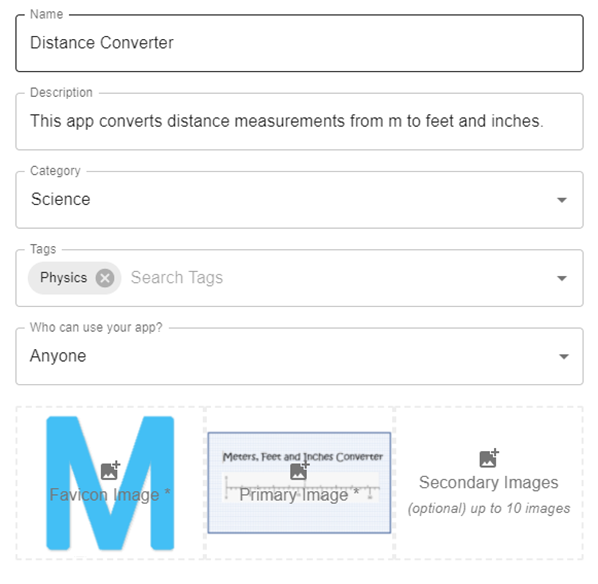 Name
Distance Converter
Description
This app converts distance measurements from m to feet and inches.
Category
Science
Tags
Physics Search Tags
Who can use your app?
Anyone
M
Favicon Image *
Meters, Feet and Inches Converter
Primary Image *
Secondary Images
(optional) up to 10 images